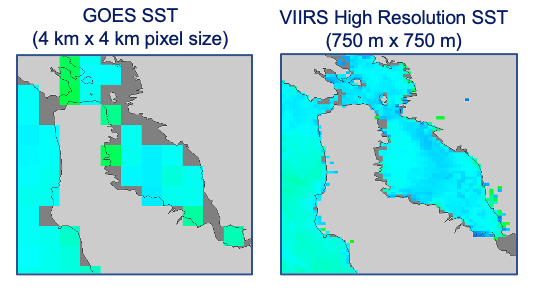 GOES SST
(4 km x 4 km pixel size)
VIIRS High Resolution SST
(750 m x 750 m)